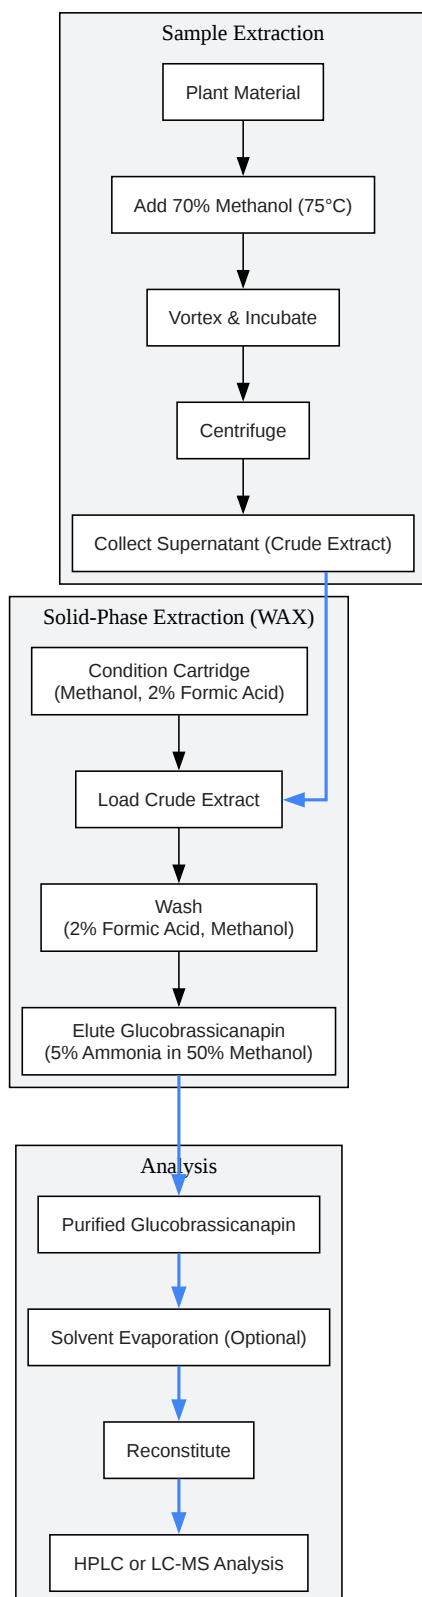 Sample Extraction
Plant Material
Add 70% Methanol (75°C)
Vortex & Incubate
Centrifuge
Collect Supernatant (Crude Extract)
Solid-Phase Extraction (WAX)
Condition Cartridge
(Methanol, 2% Formic Acid)
Load Crude Extract
Wash
(2% Formic Acid, Methanol)
Elute Glucobrassicanapin
(5% Ammonia in 50% Methanol)
Analysis
Purified Glucobrassicanapin
Solvent Evaporation (Optional)
Reconstitute
HPLC or LC-MS Analysis